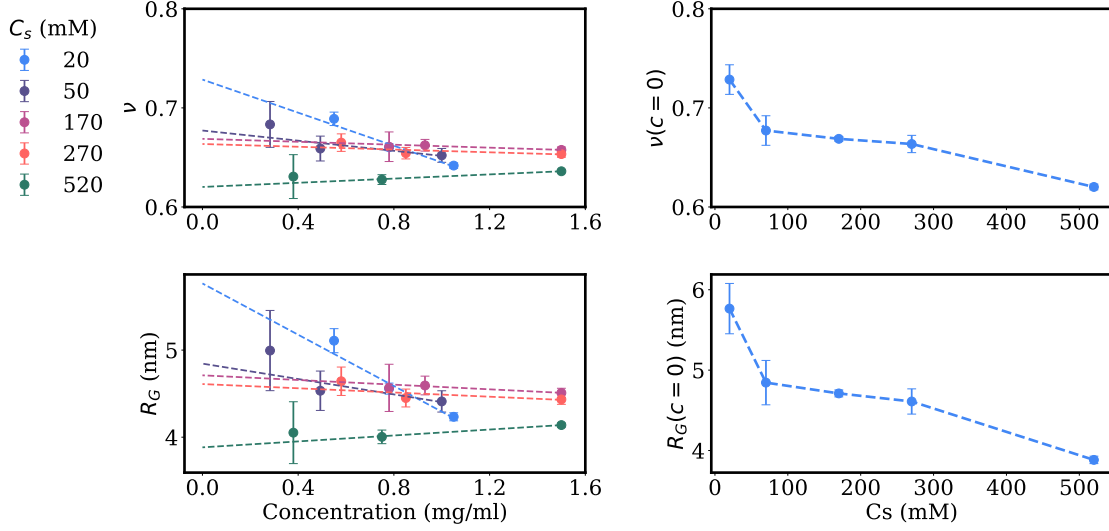 C_s (mM)
20
50
170
270
520
0.8
0.7
0.6
ν
0.0 0.4 0.8 1.2 1.6
0.8
0.7
0.6
ν(c = 0)
0 100 200 300 400 500
5
4
R_G (nm)
0.0 0.4 0.8 1.2 1.6
Concentration (mg/ml)
6
5
4
R_G(c = 0) (nm)
0 100 200 300 400 500
Cs (mM)